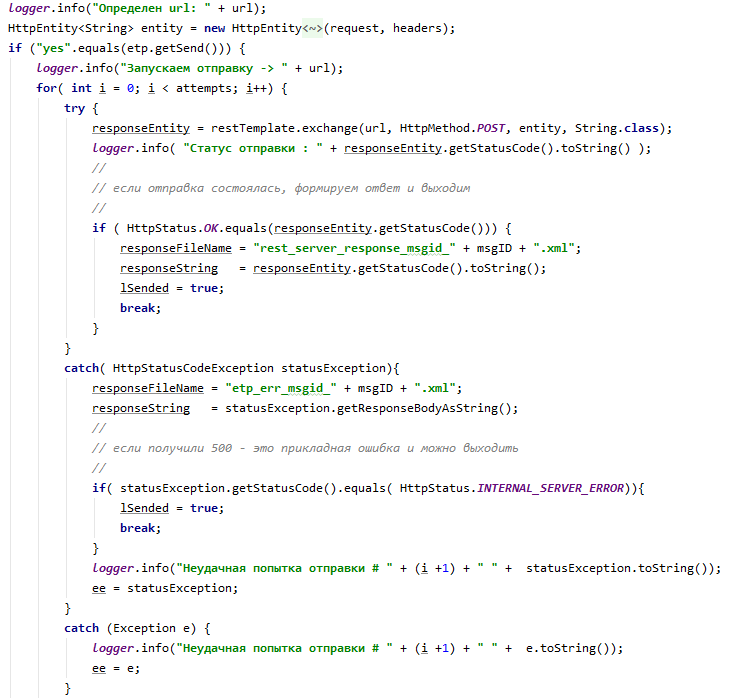 logger.info("Определен url: " + url);
HttpEntity<String> entity = new HttpEntity<~>(request, headers);
if ("yes".equals(etp.getSend())) {
logger.info("Запускаем отправку -> " + url);
for( int i = 0; i < attempts; i++) {
try {
responseEntity = restTemplate.exchange(url, HttpMethod.POST, entity, String.class);
logger.info( "Статус отправки : " + responseEntity.getStatusCode().toString() );
//
// если отправка состоялась, формируем ответ и выходим
//
if ( HttpStatus.OK.equals(responseEntity.getStatusCode())) {
responseFileName = "rest_server_response_msgid_" + msgID + ".xml";
responseString   = responseEntity.getStatusCode().toString();
lSended = true;
break;
}
}
catch( HttpStatusCodeException statusException){
responseFileName = "etp_err_msgid_" + msgID + ".xml";
responseString   = statusException.getResponseBodyAsString();
//
// если получили 500 - это прикладная ошибка и можно выходить
//
if( statusException.getStatusCode().equals( HttpStatus.INTERNAL_SERVER_ERROR)){
lSended = true;
break;
}
logger.info("Неудачная попытка отправки # " + (i +1) + " " +  statusException.toString());
ee = statusException;
}
catch (Exception e) {
logger.info("Неудачная попытка отправки # " + (i +1) + " " +  e.toString());
ee = e;
}